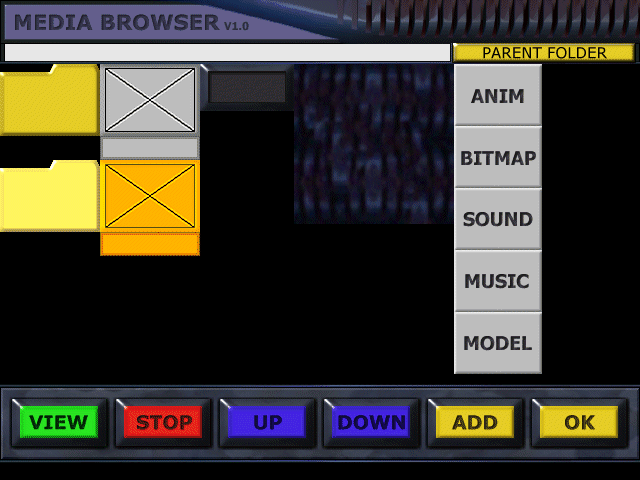 MEDIA BROWSER V1.0
PARENT FOLDER
ANIM
BITMAP
SOUND
MUSIC
MODEL
VIEW STOP UP DOWN ADD OK